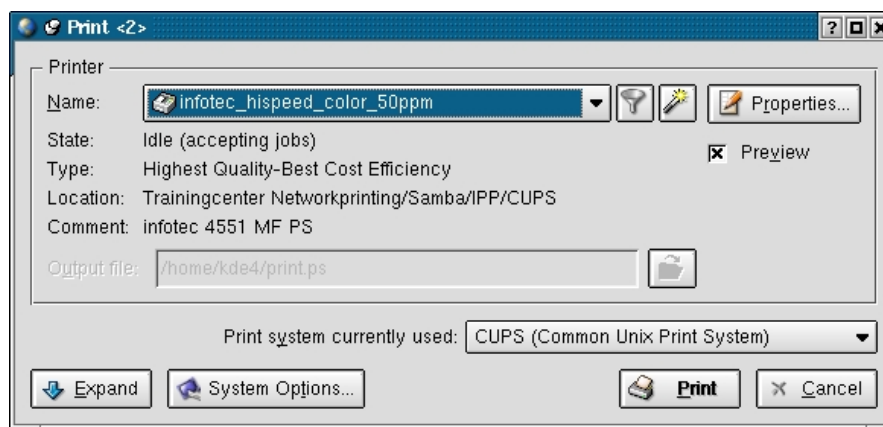 Print <2>
Printer
Name: infotec_hispeed_color_50ppm Properties...
State: Idle (accepting jobs)
Preview
Type: Highest Quality-Best Cost Efficiency
Location: Trainingcenter Networkprinting/Samba/IPP/CUPS
Comment: infotec 4551 MF PS
Output file: /home/kde4/print.ps
Print system currently used: CUPS (Common Unix Print System)
Expand System Options... Print Cancel